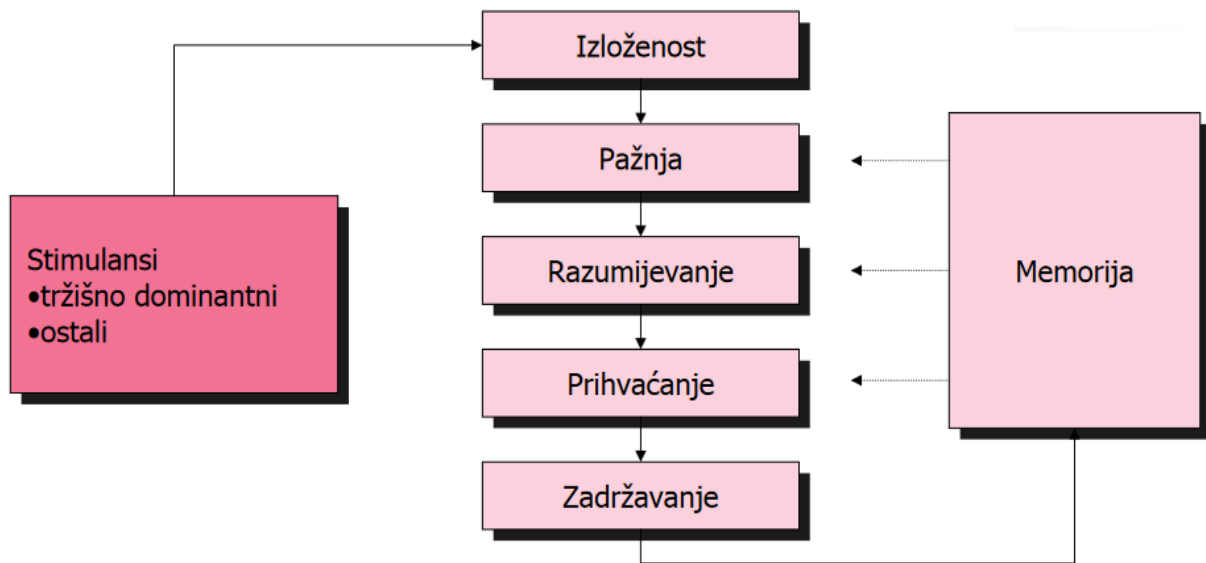 Izloženost
Pažnja
Razumijevanje
Prihvaćanje
Zadržavanje
Stimulansi
•tržišno dominantni
•ostali
Memorija